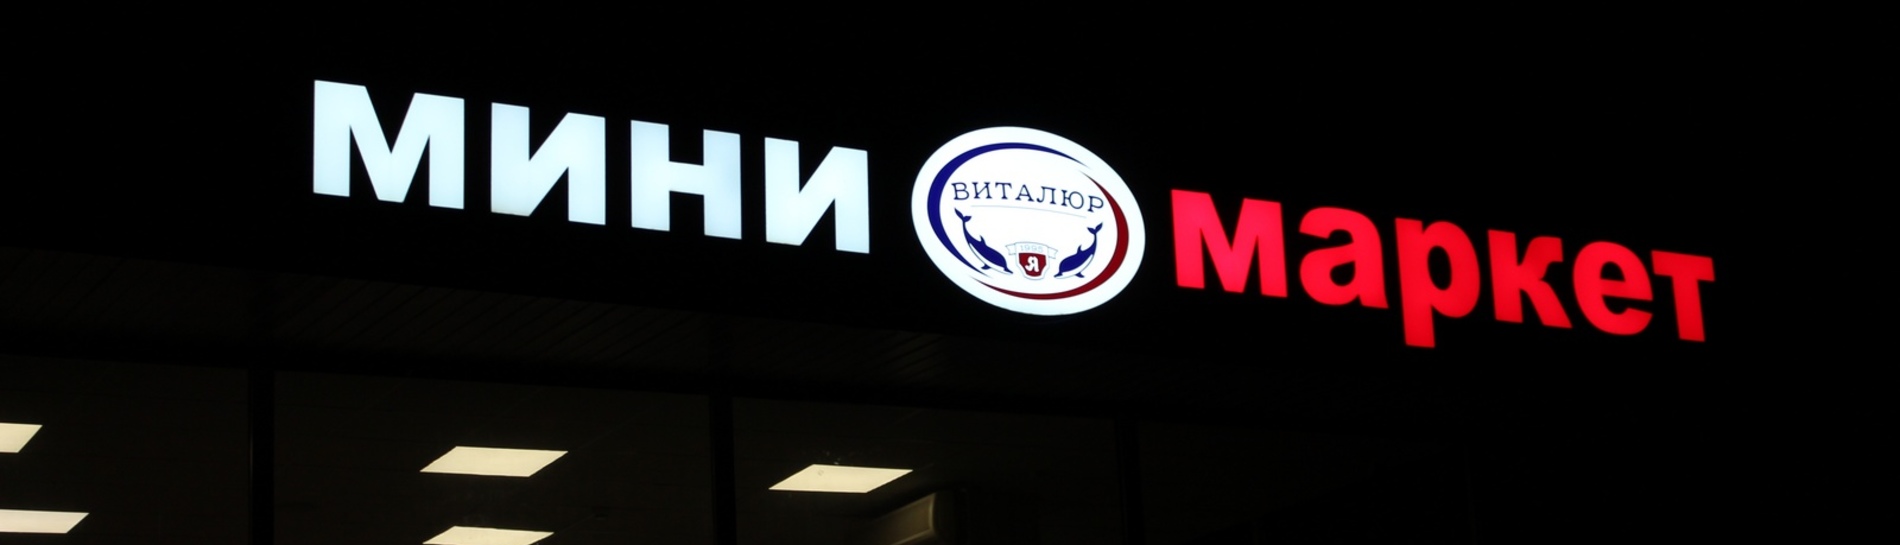 мини
ВИТАЛЮР
1995
Я
маркет